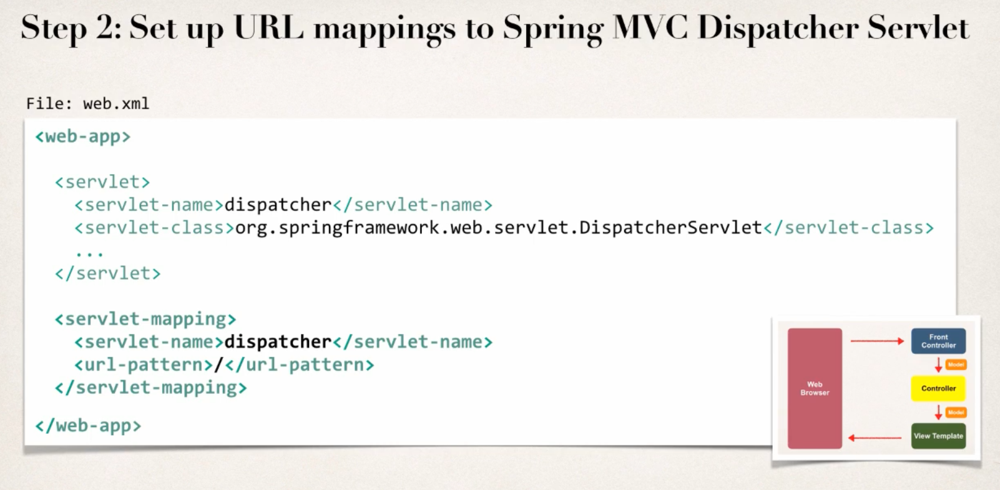 Step 2: Set up URL mappings to Spring MVC Dispatcher Servlet
File: web.xml
<web-app>
<servlet>
<servlet-name>dispatcher</servlet-name>
<servlet-class>org.springframework.web.servlet.DispatcherServlet</servlet-class>
...
</servlet>
<servlet-mapping>
<servlet-name>dispatcher</servlet-name>
<url-pattern>/</url-pattern>
</servlet-mapping>
</web-app>
Web
Browser
Front
Controller
Model
Controller
Model
View Template